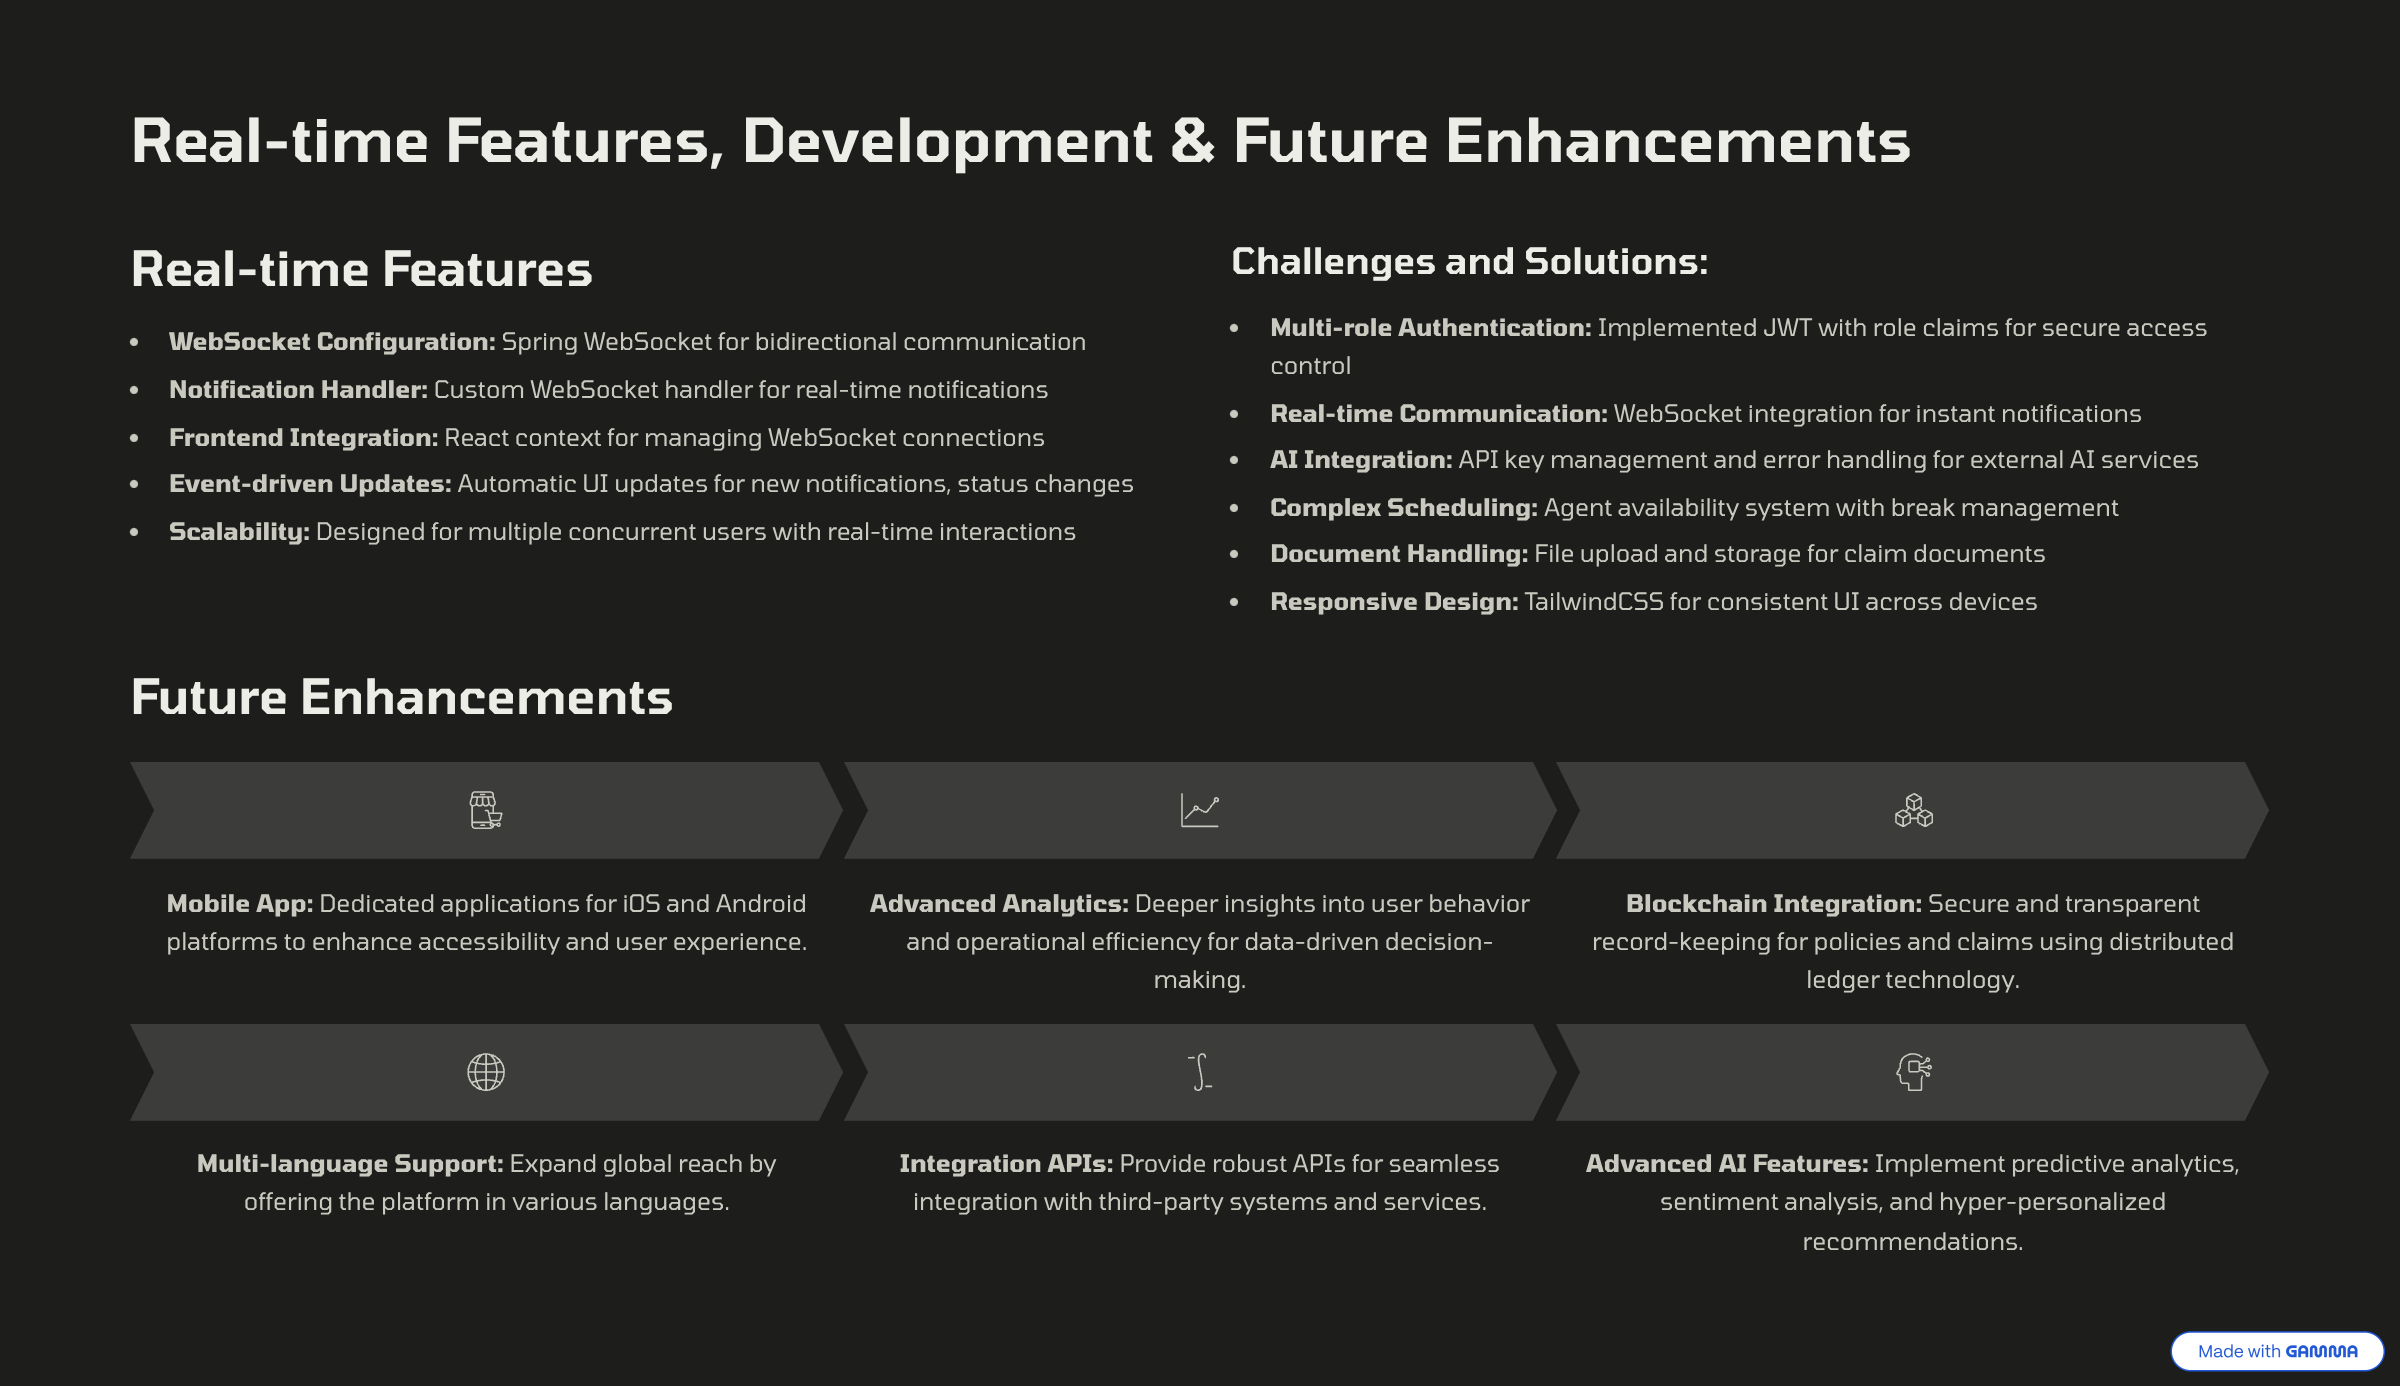 Real-time Features, Development & Future Enhancements
Real-time Features
• WebSocket Configuration: Spring WebSocket for bidirectional communication
• Notification Handler: Custom WebSocket handler for real-time notifications
• Frontend Integration: React context for managing WebSocket connections
• Event-driven Updates: Automatic UI updates for new notifications, status changes
• Scalability: Designed for multiple concurrent users with real-time interactions
Challenges and Solutions:
• Multi-role Authentication: Implemented JWT with role claims for secure access
control
• Real-time Communication: WebSocket integration for instant notifications
• AI Integration: API key management and error handling for external AI services
• Complex Scheduling: Agent availability system with break management
• Document Handling: File upload and storage for claim documents
• Responsive Design: TailwindCSS for consistent UI across devices
Future Enhancements
Mobile App: Dedicated applications for iOS and Android
platforms to enhance accessibility and user experience.
Advanced Analytics: Deeper insights into user behavior
and operational efficiency for data-driven decision-
making.
Blockchain Integration: Secure and transparent
record-keeping for policies and claims using distributed
ledger technology.
Multi-language Support: Expand global reach by
offering the platform in various languages.
Integration APIs: Provide robust APIs for seamless
integration with third-party systems and services.
Advanced AI Features: Implement predictive analytics,
sentiment analysis, and hyper-personalized
recommendations.
Made with GAMMA